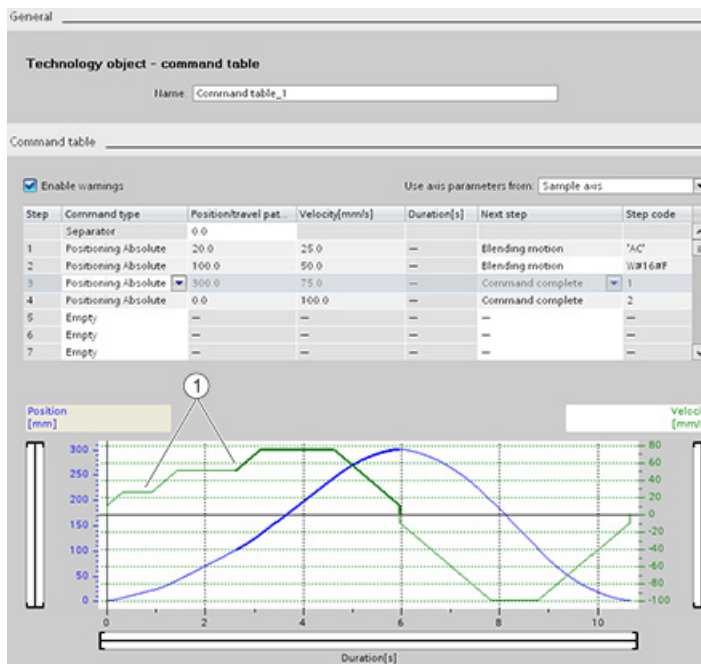 General
Technology object - command table
Name: Command table_1
Command table
Enable warnings
Use axis parameters from: Sample axis
Step Command type Position/travel pat... Velocity[mm/s] Duration[s] Next step Step code
Separator 0.0
1 Positioning Absolute 20.0 25.0 — Blending motion "AC"
2 Positioning Absolute 100.0 50.0 — Blending motion W#16#F
3 Positioning Absolute 300.0 75.0 — Command complete 1
4 Positioning Absolute 0.0 100.0 — Command complete 2
5 Empty — — — — —
6 Empty — — — — —
7 Empty — — — — —
1
Position
[mm]
Veloci
[mm/s
300 80
250 60
200 40
150 20
100 0
50 -20
0 -40
-60
-80
-100
0 2 4 6 8 10
Duration[s]